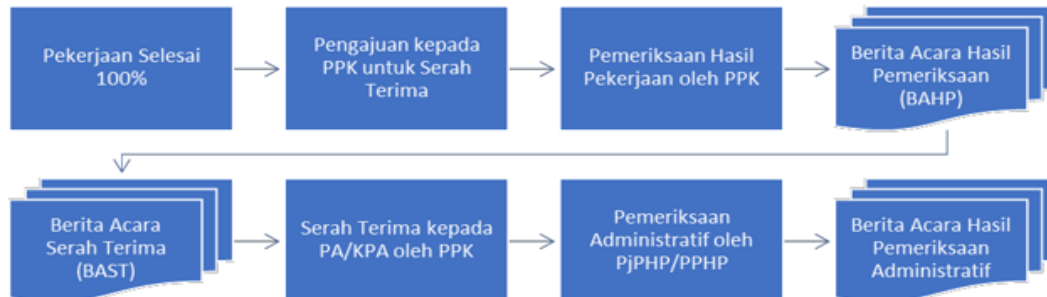 Pekerjaan Selesai
100%
Pengajuan kepada
PPK untuk Serah
Terima
Pemeriksaan Hasil
Pekerjaan oleh PPK
Berita Acara Hasil
Pemeriksaan
(BAHP)
Berita Acara
Serah Terima
(BAST)
Serah Terima kepada
PA/KPA oleh PPK
Pemeriksaan
Administratif oleh
PjPHP/PPHP
Berita Acara Hasil
Pemeriksaan
Administratif